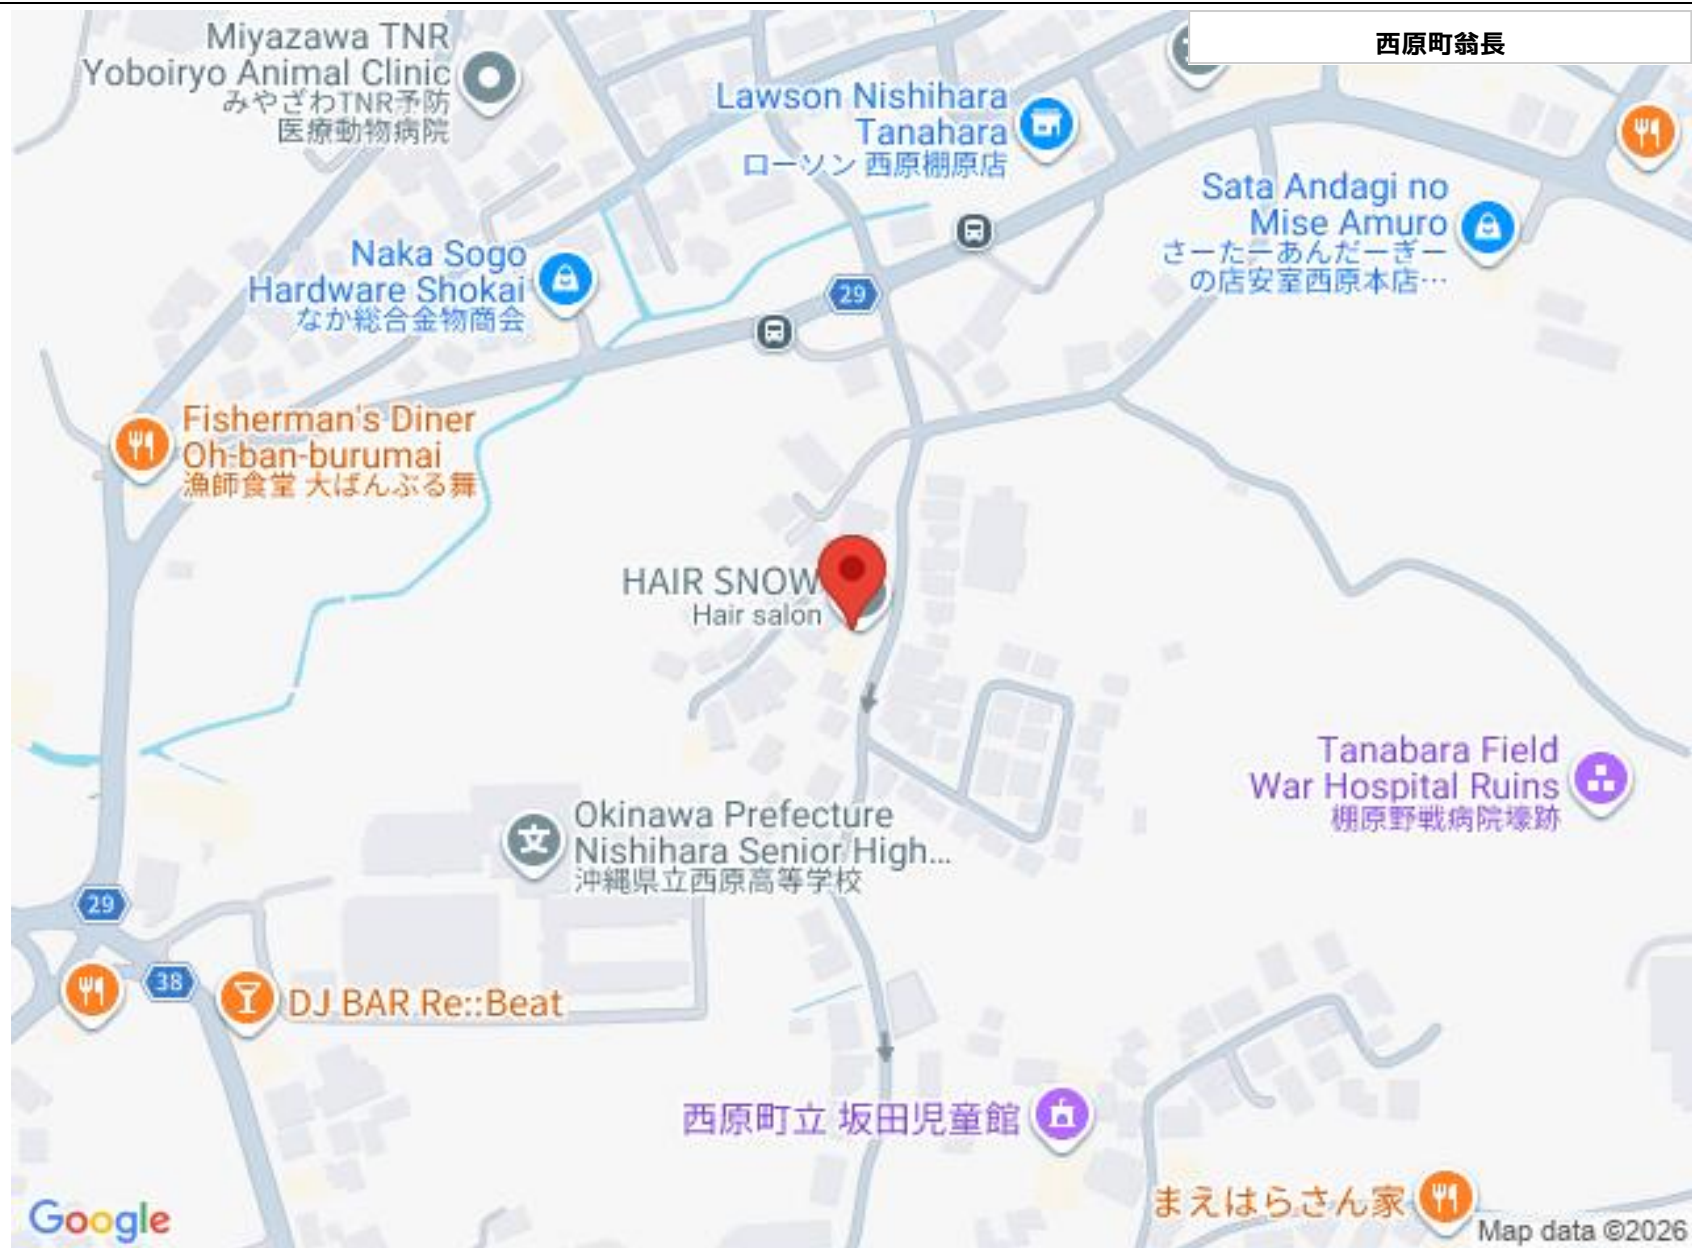 西原町翁長
Miyazawa TNR
Yoboiryo Animal Clinic
みやざわTNR予防
医療動物病院
Lawson Nishihara
Tanahara
ローソン 西原棚原店
Sata Andagi no
Mise Amuro
さーたーあんだーぎー
の店安室西原本店…
Naka Sogo
Hardware Shokai
なか総合金物商会
29
Fisherman's Diner
Oh-ban-burumai
漁師食堂 大ばんぶる舞
HAIR SNOW
Hair salon
Tanabara Field
War Hospital Ruins
棚原野戦病院壕跡
文
Okinawa Prefecture
Nishihara Senior High...
沖縄県立西原高等学校
29
38
DJ BAR Re::Beat
西原町立 坂田児童館
まえはらさん家
Google
Map data ©2026